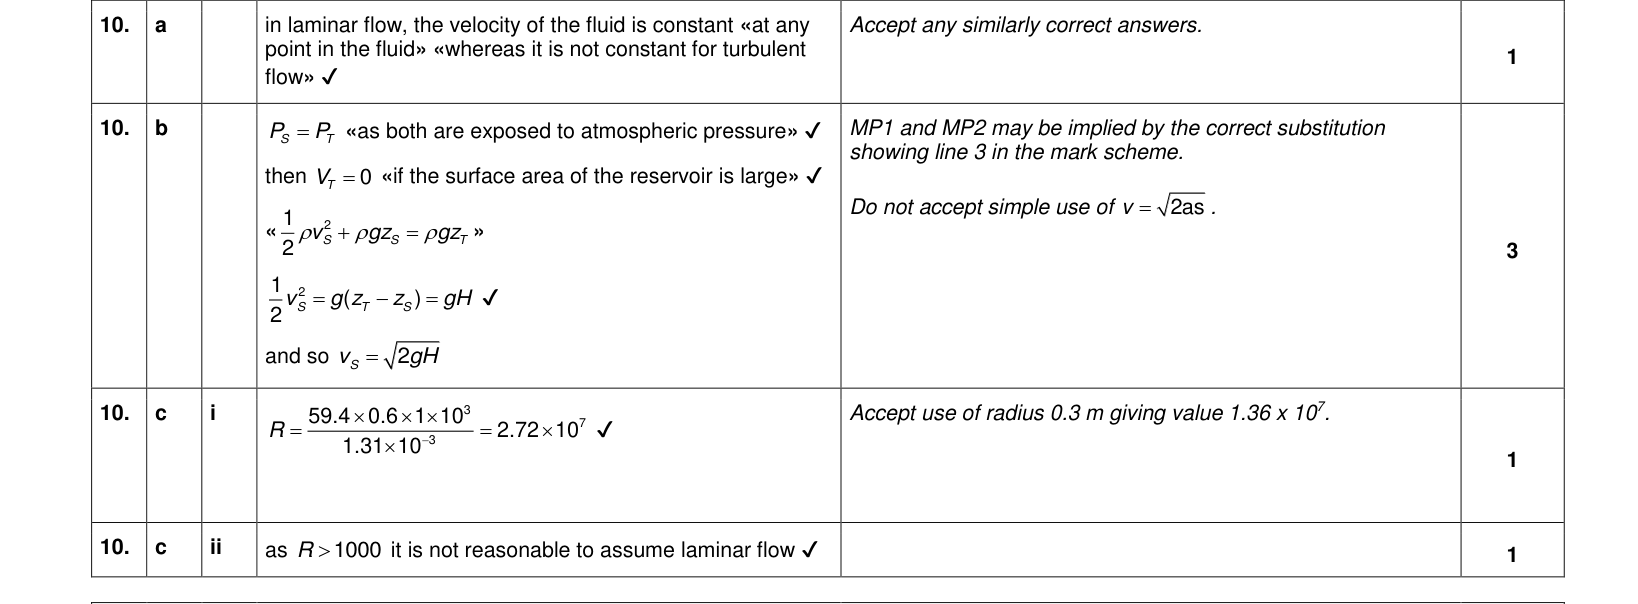 10. a in laminar flow, the velocity of the fluid is constant «at any
point in the fluid» «whereas it is not constant for turbulent
flow» ✓
Accept any similarly correct answers.
1
10. b P_S = P_T «as both are exposed to atmospheric pressure» ✓
then V_T = 0 «if the surface area of the reservoir is large» ✓
« 1/2 ρv_S^2 + ρgz_S = ρgz_T »
1/2 v_S^2 = g(z_T − z_S) = gH ✓
and so v_S = √2gH
MP1 and MP2 may be implied by the correct substitution
showing line 3 in the mark scheme.
Do not accept simple use of v = √2as .
3
10. c i R = 59.4×0.6×1×10^3 / 1.31×10^−3 = 2.72×10^7 ✓
Accept use of radius 0.3 m giving value 1.36 x 10^7.
1
10. c ii as R > 1000 it is not reasonable to assume laminar flow ✓
1